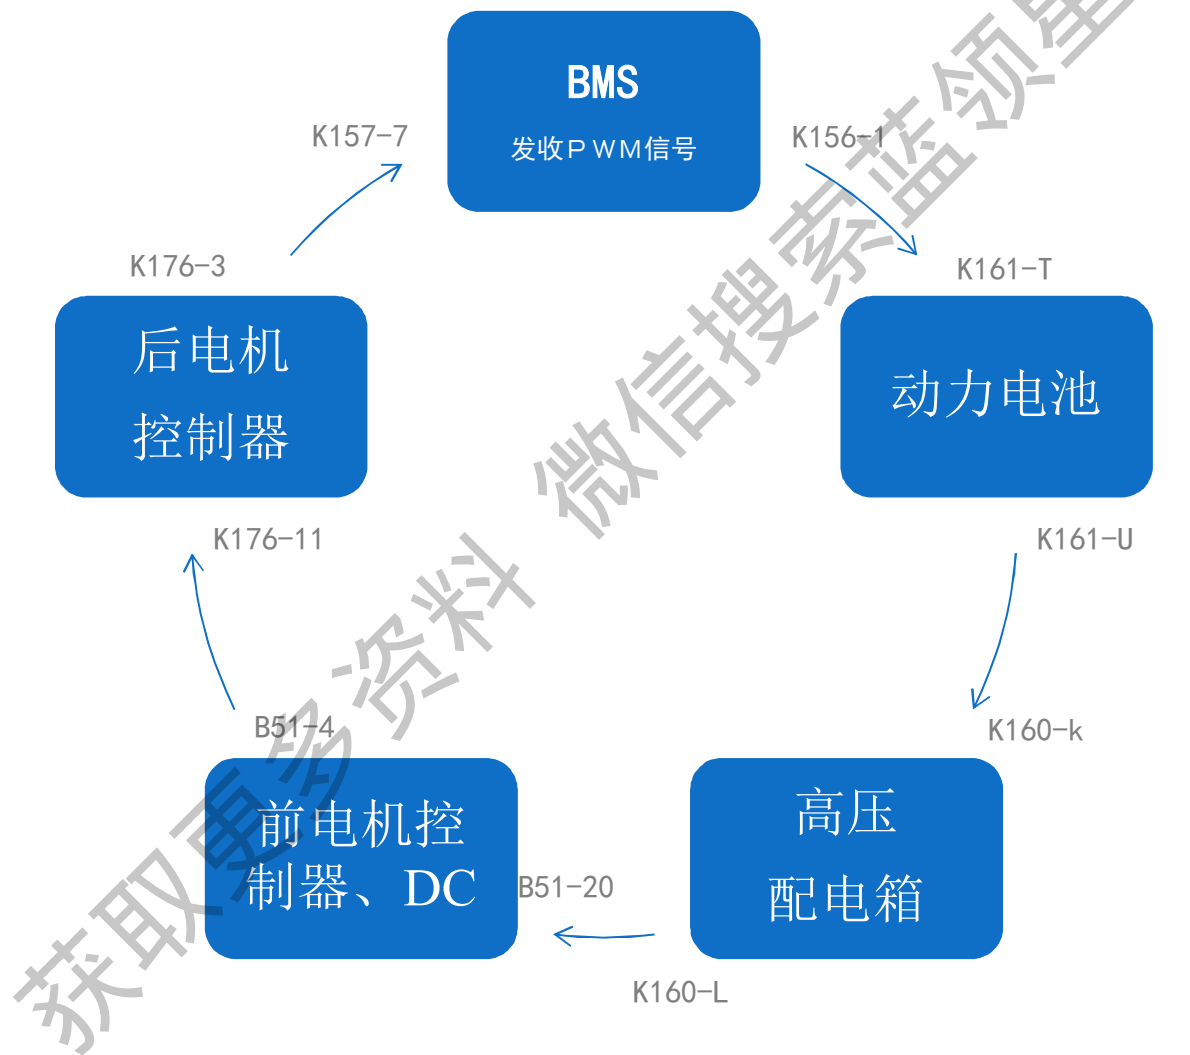 BMS
发收PWM信号
K157-7
K156-1
K176-3
K161-T
后电机
控制器
动力电池
K176-11
K161-U
B51-4
K160-k
前电机控
制器、DC
B51-20
高压
配电箱
K160-L
获取更多资料 微信搜索蓝领星